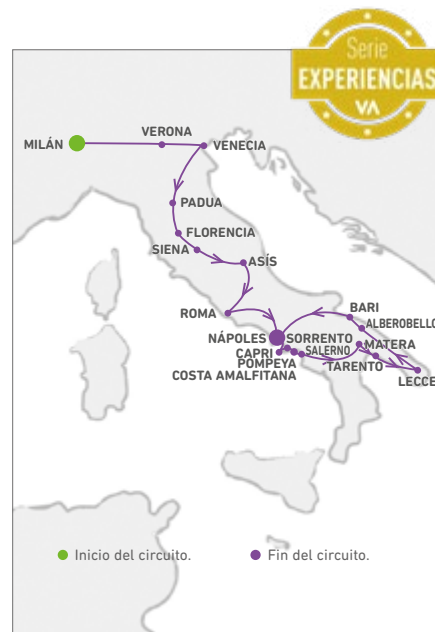 Serie
EXPERIENCIAS
VA
MILÁN
VERONA
VENECIA
PADUA
FLORENCIA
SIENA
ASÍS
ROMA
BARI
ALBEROBELLO
NÁPOLES
SORRENTO
MATERA
CAPRI
SALERNO
POMPEYA
TARENTO
COSTA AMALFITANA
LECCE
Inicio del circuito.
Fin del circuito.